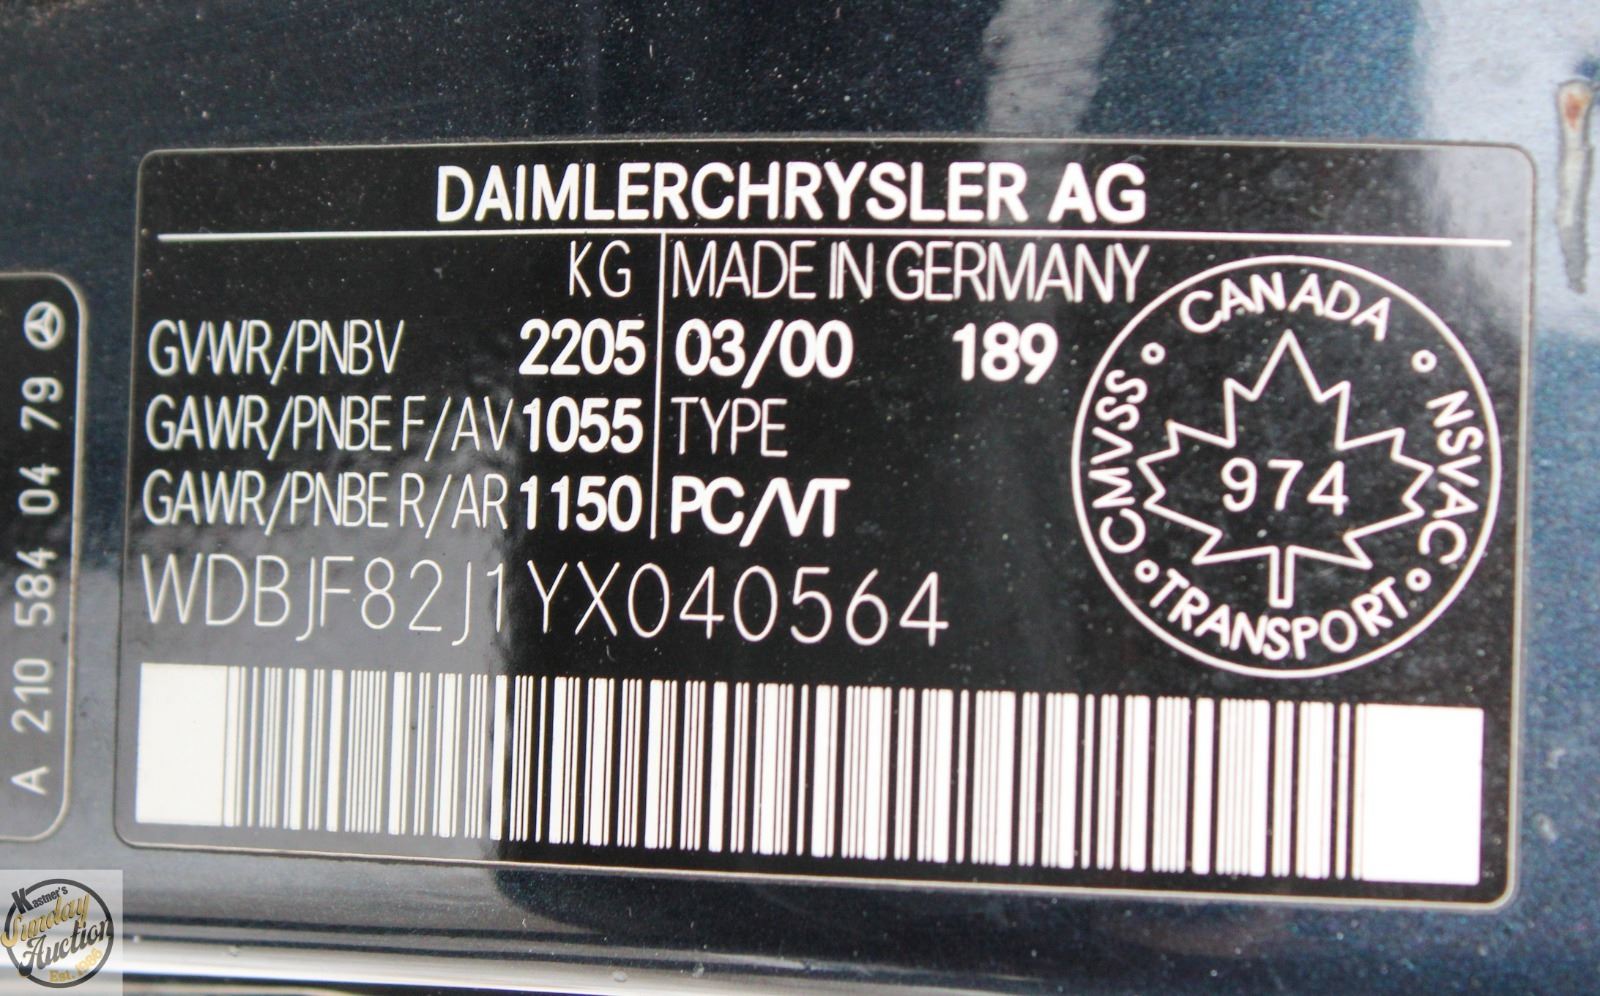 DAIMLERCHRYSLER AG
KG MADE IN GERMANY
GVWR/PNBV 2205 03/00 189
GAWR/PNBE F/AV 1055 TYPE
GAWR/PNBE R/AR 1150 PC/VT
WDBJF82J1YX040564
CANADA
CMVSS
NSVAC
974
TRANSPORT
A 210 584 04 79
Kastner's
Sunday
Auction
Est. 1986